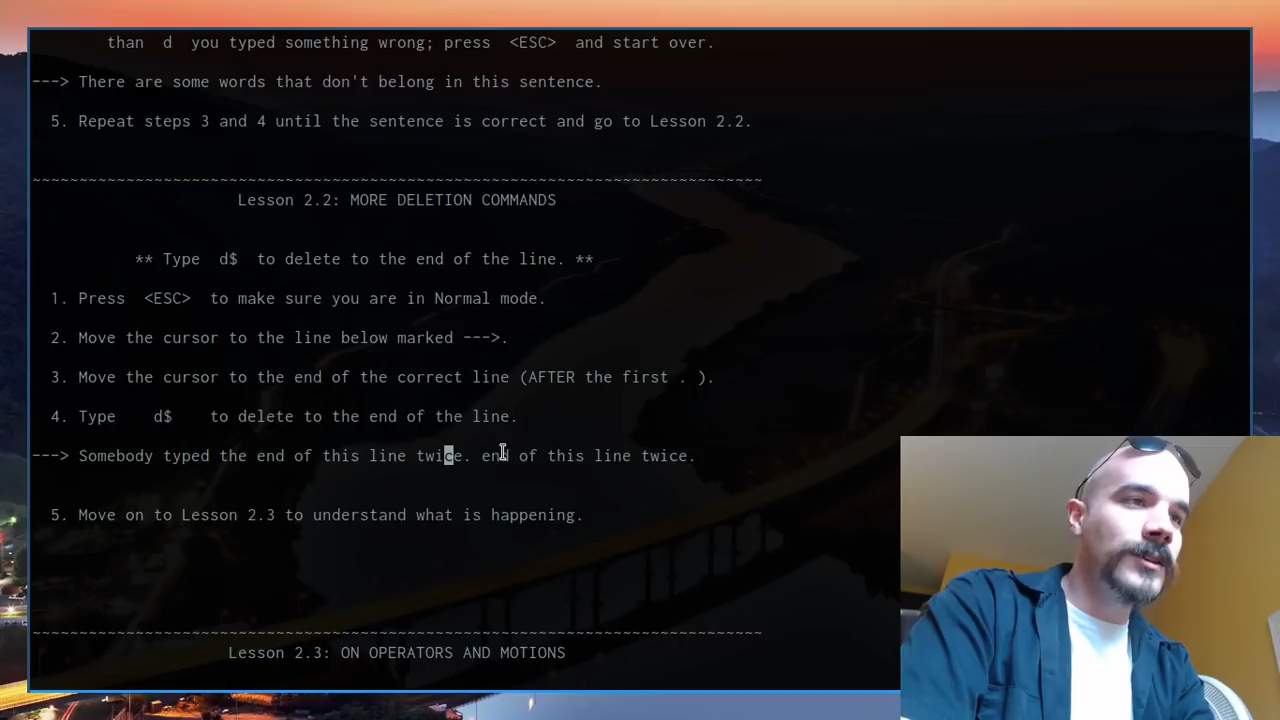 than  d  you typed something wrong; press  <ESC>  and start over.
---> There are some words that don't belong in this sentence.
5. Repeat steps 3 and 4 until the sentence is correct and go to Lesson 2.2.
~~~~~~~~~~~~~~~~~~~~~~~~~~~~~~~~~~~~~~~~~~~~~~~~~~~~~~~~~~~~~~~~~~~~~~~~~~~~~~
Lesson 2.2: MORE DELETION COMMANDS
** Type  d$  to delete to the end of the line. **
1. Press  <ESC>  to make sure you are in Normal mode.
2. Move the cursor to the line below marked --->.
3. Move the cursor to the end of the correct line (AFTER the first . ).
4. Type    d$    to delete to the end of the line.
---> Somebody typed the end of this line twice. end of this line twice.
5. Move on to Lesson 2.3 to understand what is happening.
~~~~~~~~~~~~~~~~~~~~~~~~~~~~~~~~~~~~~~~~~~~~~~~~~~~~~~~~~~~~~~~~~~~~~~~~~~~~~~
Lesson 2.3: ON OPERATORS AND MOTIONS